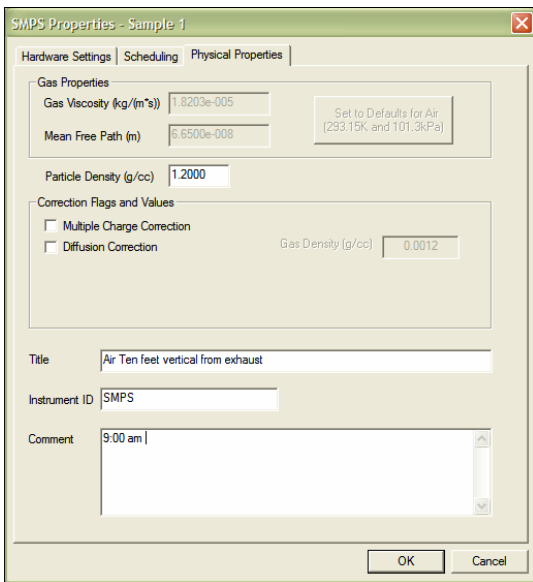 SMPS Properties - Sample 1
Hardware Settings Scheduling Physical Properties
Gas Properties
Gas Viscosity (kg/(m*s)) 1.8203e-005
Set to Defaults for Air
(293.15K and 101.3kPa)
Mean Free Path (m) 6.6500e-008
Particle Density (g/cc) 1.2000
Correction Flags and Values
Multiple Charge Correction
Diffusion Correction Gas Density (g/cc) 0.0012
Title Air Ten feet vertical from exhaust
Instrument ID SMPS
Comment 9:00 am
OK Cancel